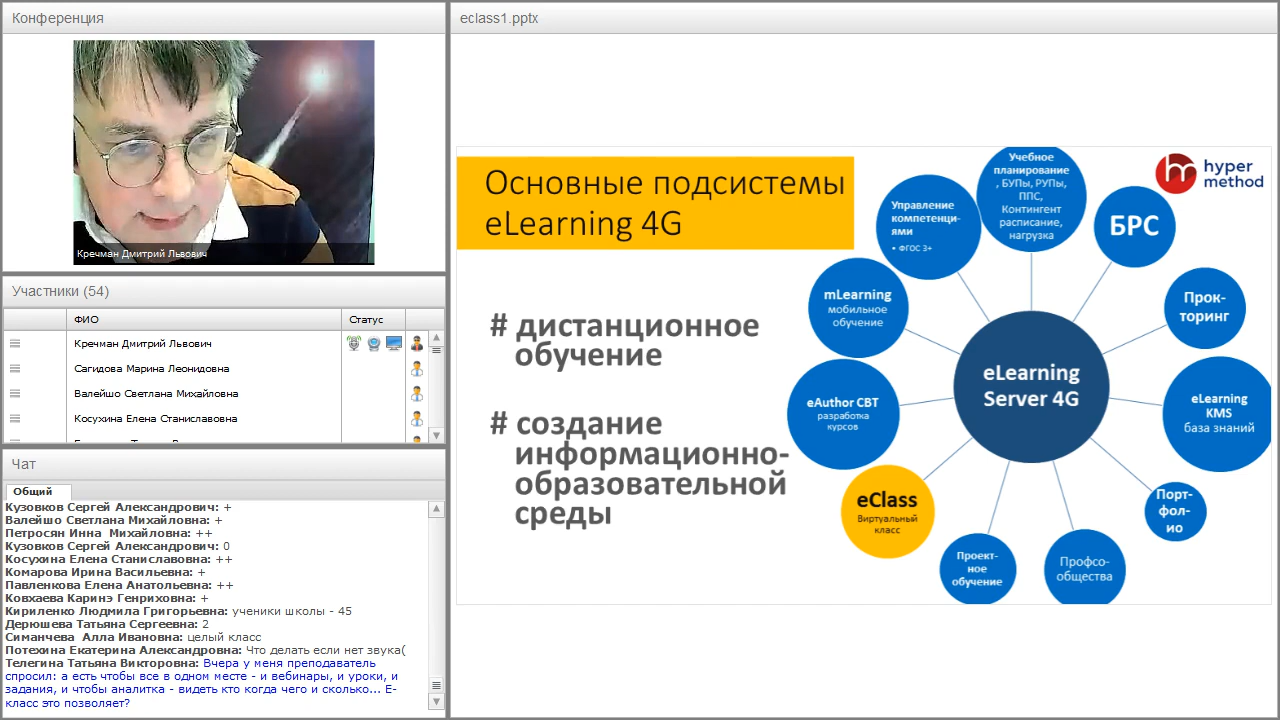 Конференция
Кречман Дмитрий Львович
Участники (54)
ФИО
Статус
Кречман Дмитрий Львович
Сагидова Марина Леонидовна
Валейшо Светлана Михайловна
Косухина Елена Станиславовна
Чат
Общий
Кузовков Сергей Александрович: +
Валейшо Светлана Михайловна: +
Петросян Инна Михайловна: ++
Кузовков Сергей Александрович: 0
Косухина Елена Станиславовна: ++
Комарова Ирина Васильевна: +
Павленкова Елена Анатольевна: ++
Ковхаева Каринэ Генриховна: +
Кириленко Людмила Григорьевна: ученики школы - 45
Дерюшева Татьяна Сергеевна: 2
Симанчева Алла Ивановна: целый класс
Потехина Екатерина Александровна: Что делать если нет звука(
Телегина Татьяна Викторовна: Вчера у меня преподаватель
спросил: а есть чтобы все в одном месте - и вебинары, и уроки, и
задания, и чтобы аналитка - видеть кто когда чего и сколько... Е-
класс это позволяет?
eclass1.pptx
Основные подсистемы
eLearning 4G
# дистанционное
обучение
# создание
информационно-
образовательной
среды
hyper
method
Учебное
планирование
, БУПы, РУПы,
ППС,
Контингент
расписание,
нагрузка
БРС
Прок-
торинг
eLearning
KMS
база знаний
Порт-
фол-
ио
Профсо-
общества
Проект-
ное
обучение
eClass
Виртуальный
класс
eAuthor CBT
разработка
курсов
mLearning
мобильное
обучение
Управление
компетенци-
ями
• ФГОС 3+
eLearning
Server 4G